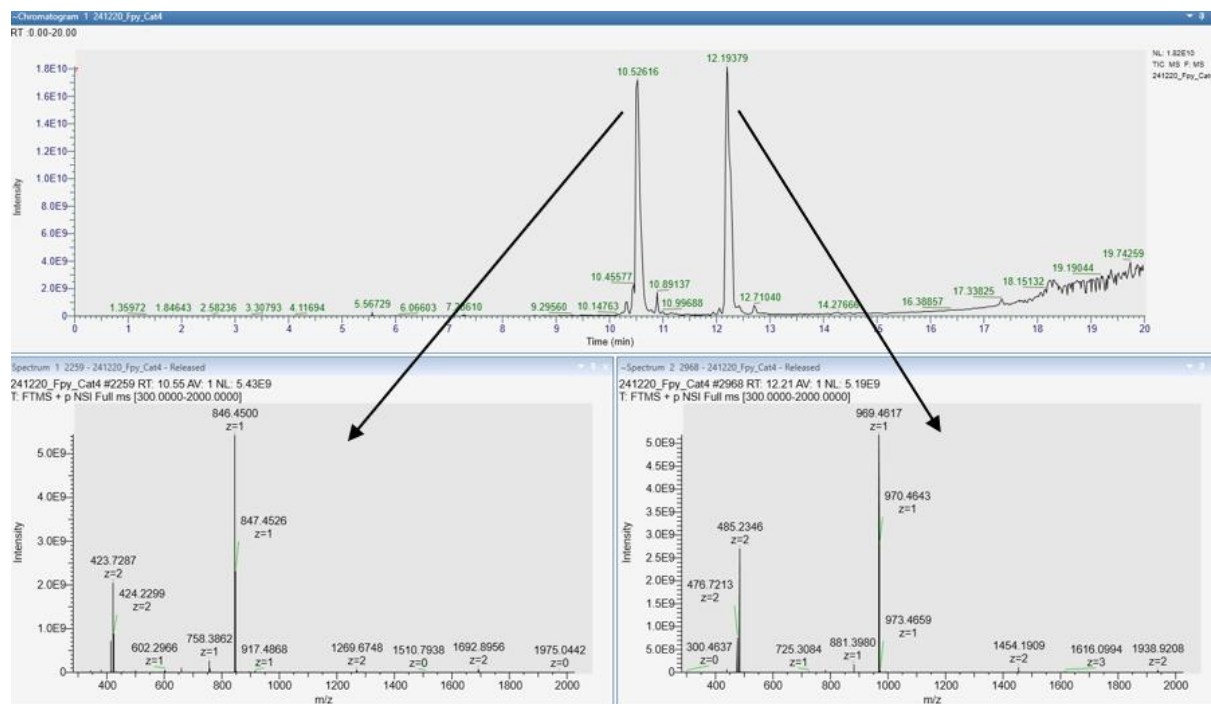 ~Chromatogram 1 241220_Fpy_Cat4
RT :0.00-20.00
NL: 1.82E10
TIC MS F: MS
241220_Fpy_Cat
Intensity
1.8E10
1.6E10
1.4E10
1.2E10
1.0E10
8.0E9
6.0E9
4.0E9
2.0E9
0
10.52616
12.19379
1.35972
1.84643
2.58236
3.30793
4.11694
5.56729
6.06603
9.29560
10.14763
10.45577
10.89137
10.99688
12.71040
14.27666
16.38857
17.33825
18.15132
19.19044
19.74259
0 1 2 3 4 5 6 7 8 9 10 11 12 13 14 15 16 17 18 19 20
Time (min)
Spectrum 1 2259 - 241220_Fpy_Cat4 - Released
241220_Fpy_Cat4 #2259 RT: 10.55 AV: 1 NL: 5.43E9
T: FTMS + p NSI Full ms [300.0000-2000.0000]
Intensity
5.0E9
4.0E9
3.0E9
2.0E9
1.0E9
0
846.4500
z=1
847.4526
z=1
423.7287
z=2
424.2299
z=2
602.2966
z=1
758.3862
z=1
917.4868
z=1
1269.6748
z=2
1510.7938
z=0
1692.8956
z=2
1975.0442
z=0
400 600 800 1000 1200 1400 1600 1800 2000
m/z
~Spectrum 2 2968 - 241220_Fpy_Cat4 - Released
241220_Fpy_Cat4 #2968 RT: 12.21 AV: 1 NL: 5.19E9
T: FTMS + p NSI Full ms [300.0000-2000.0000]
Intensity
5.0E9
4.5E9
4.0E9
3.5E9
3.0E9
2.5E9
2.0E9
1.5E9
1.0E9
5.0E8
0
969.4617
z=1
970.4643
z=1
485.2346
z=2
476.7213
z=2
973.4659
z=1
300.4637
z=0
725.3084
z=1
881.3980
z=1
1454.1909
z=2
1616.0994
z=3
1938.9208
z=2
400 600 800 1000 1200 1400 1600 1800 2000
m/z